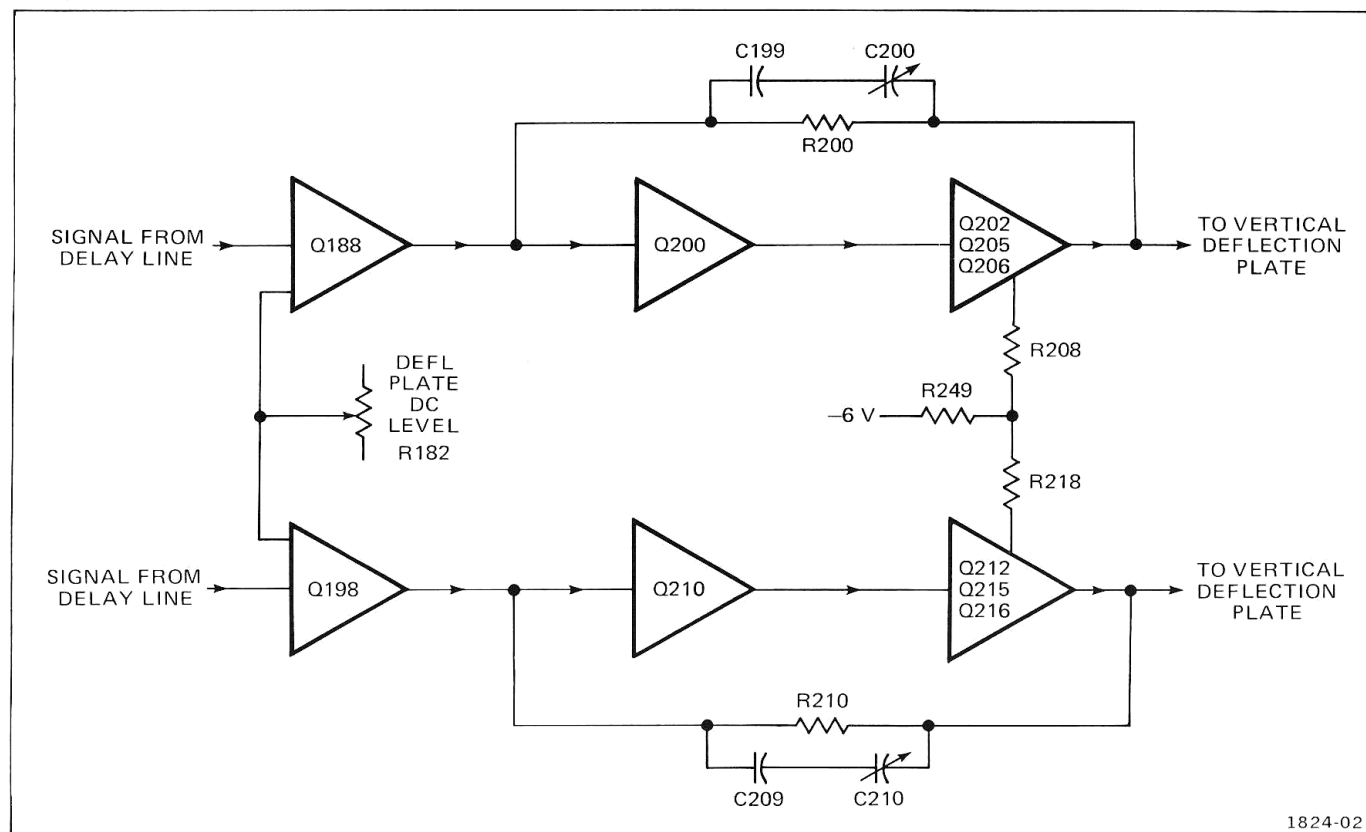 C199
C200
R200
SIGNAL FROM
DELAY LINE
Q188
Q200
Q202
Q205
Q206
TO VERTICAL
DEFLECTION
PLATE
R208
DEFL
PLATE
DC
LEVEL
R182
R249
–6 V
R218
SIGNAL FROM
DELAY LINE
Q198
Q210
Q212
Q215
Q216
TO VERTICAL
DEFLECTION
PLATE
R210
C209
C210
1824-02